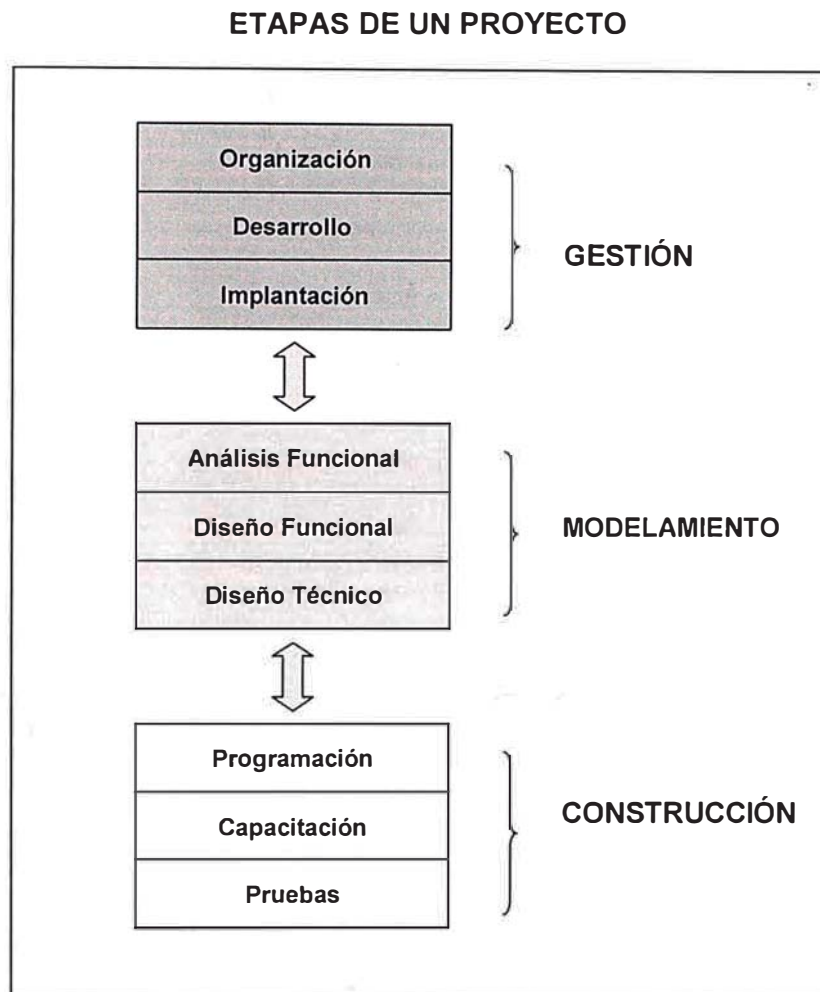 ETAPAS DE UN PROYECTO
Organización
Desarrollo
Implantación
GESTIÓN
Análisis Funcional
Diseño Funcional
Diseño Técnico
MODELAMIENTO
Programación
Capacitación
Pruebas
CONSTRUCCIÓN